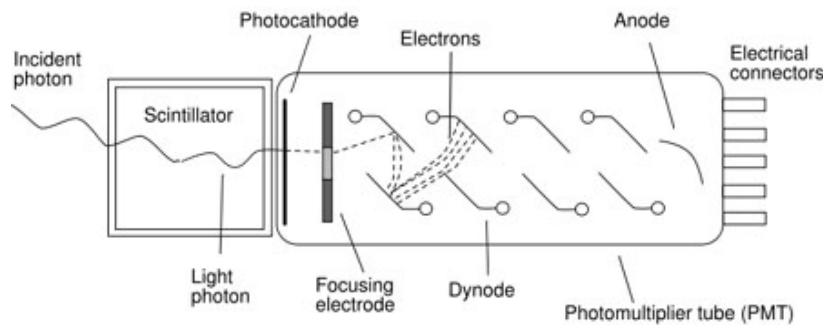 Photocathode
Electrons
Anode
Incident
photon
Electrical
connectors
Scintillator
Light
photon
Focusing
electrode
Dynode
Photomultiplier tube (PMT)